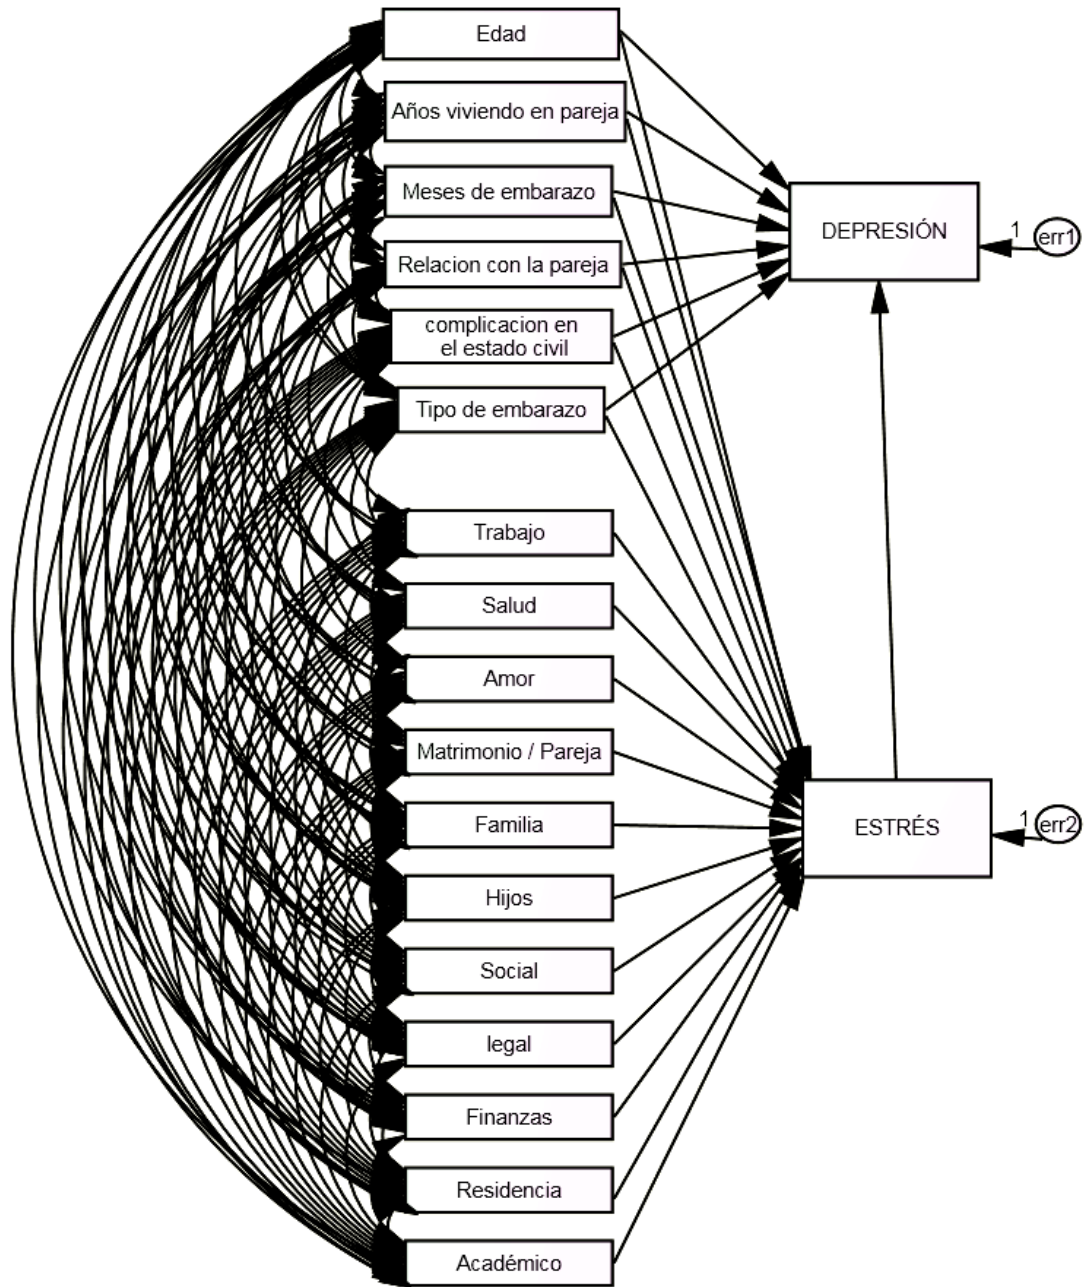 Edad
Años viviendo en pareja
Meses de embarazo
Relacion con la pareja
complicacion en
el estado civil
Tipo de embarazo
DEPRESIÓN
1
err1
Trabajo
Salud
Amor
Matrimonio / Pareja
Familia
Hijos
Social
legal
Finanzas
Residencia
Académico
ESTRÉS
1
err2